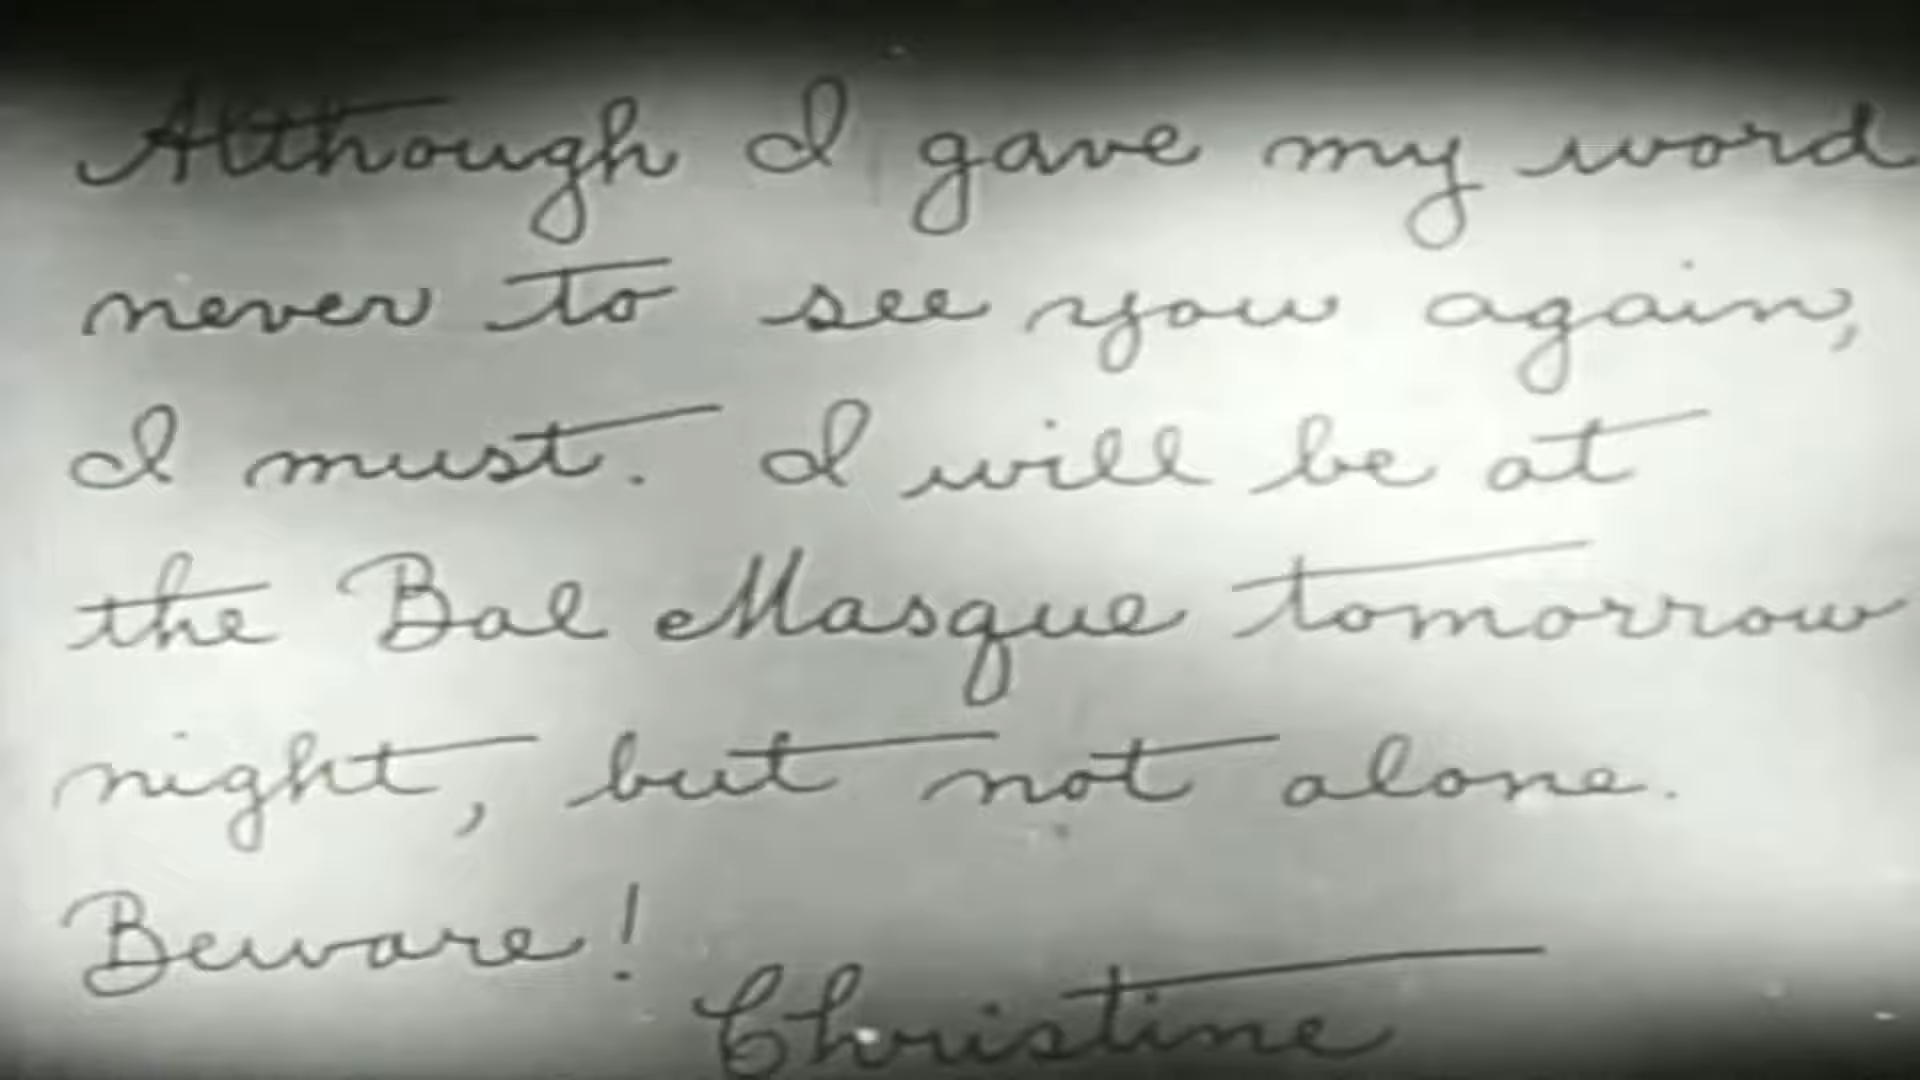 Although I gave my word
never to see you again,
I must. I will be at
the Bal Masque tomorrow
night, but not alone.
Beware!
Christine